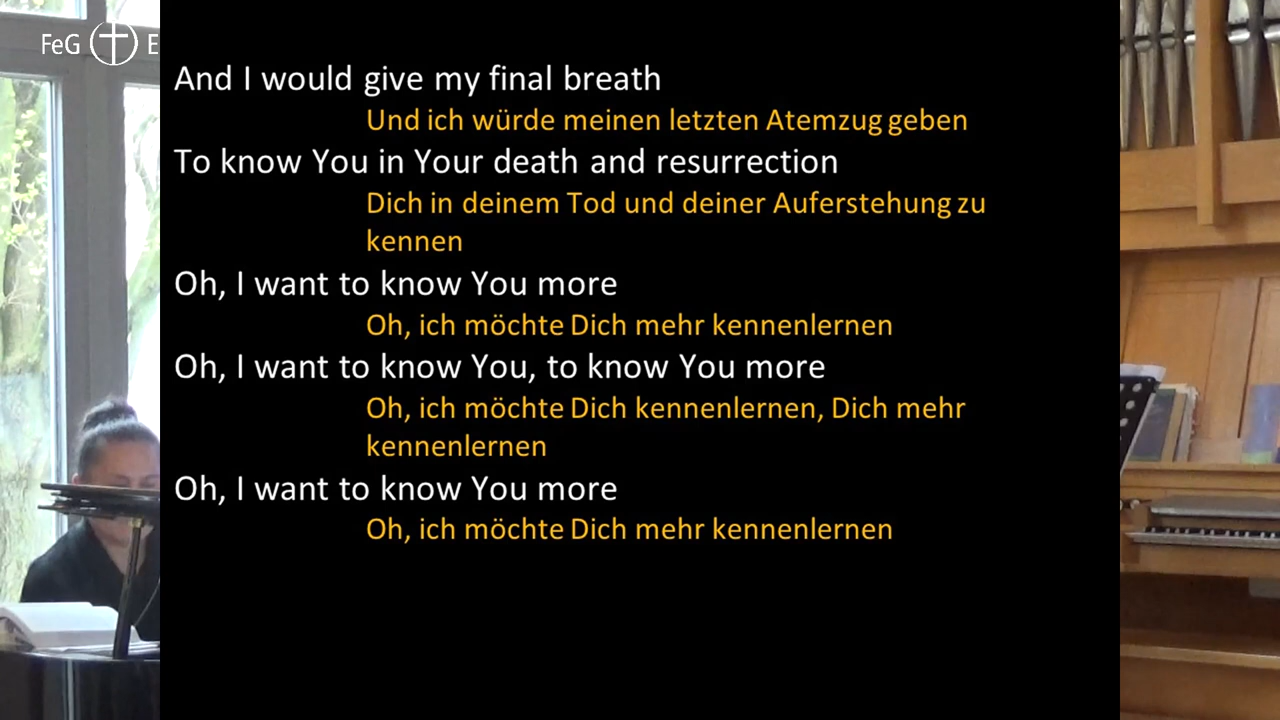 FeG E
And I would give my final breath
Und ich würde meinen letzten Atemzug geben
To know You in Your death and resurrection
Dich in deinem Tod und deiner Auferstehung zu
kennen
Oh, I want to know You more
Oh, ich möchte Dich mehr kennenlernen
Oh, I want to know You, to know You more
Oh, ich möchte Dich kennenlernen, Dich mehr
kennenlernen
Oh, I want to know You more
Oh, ich möchte Dich mehr kennenlernen